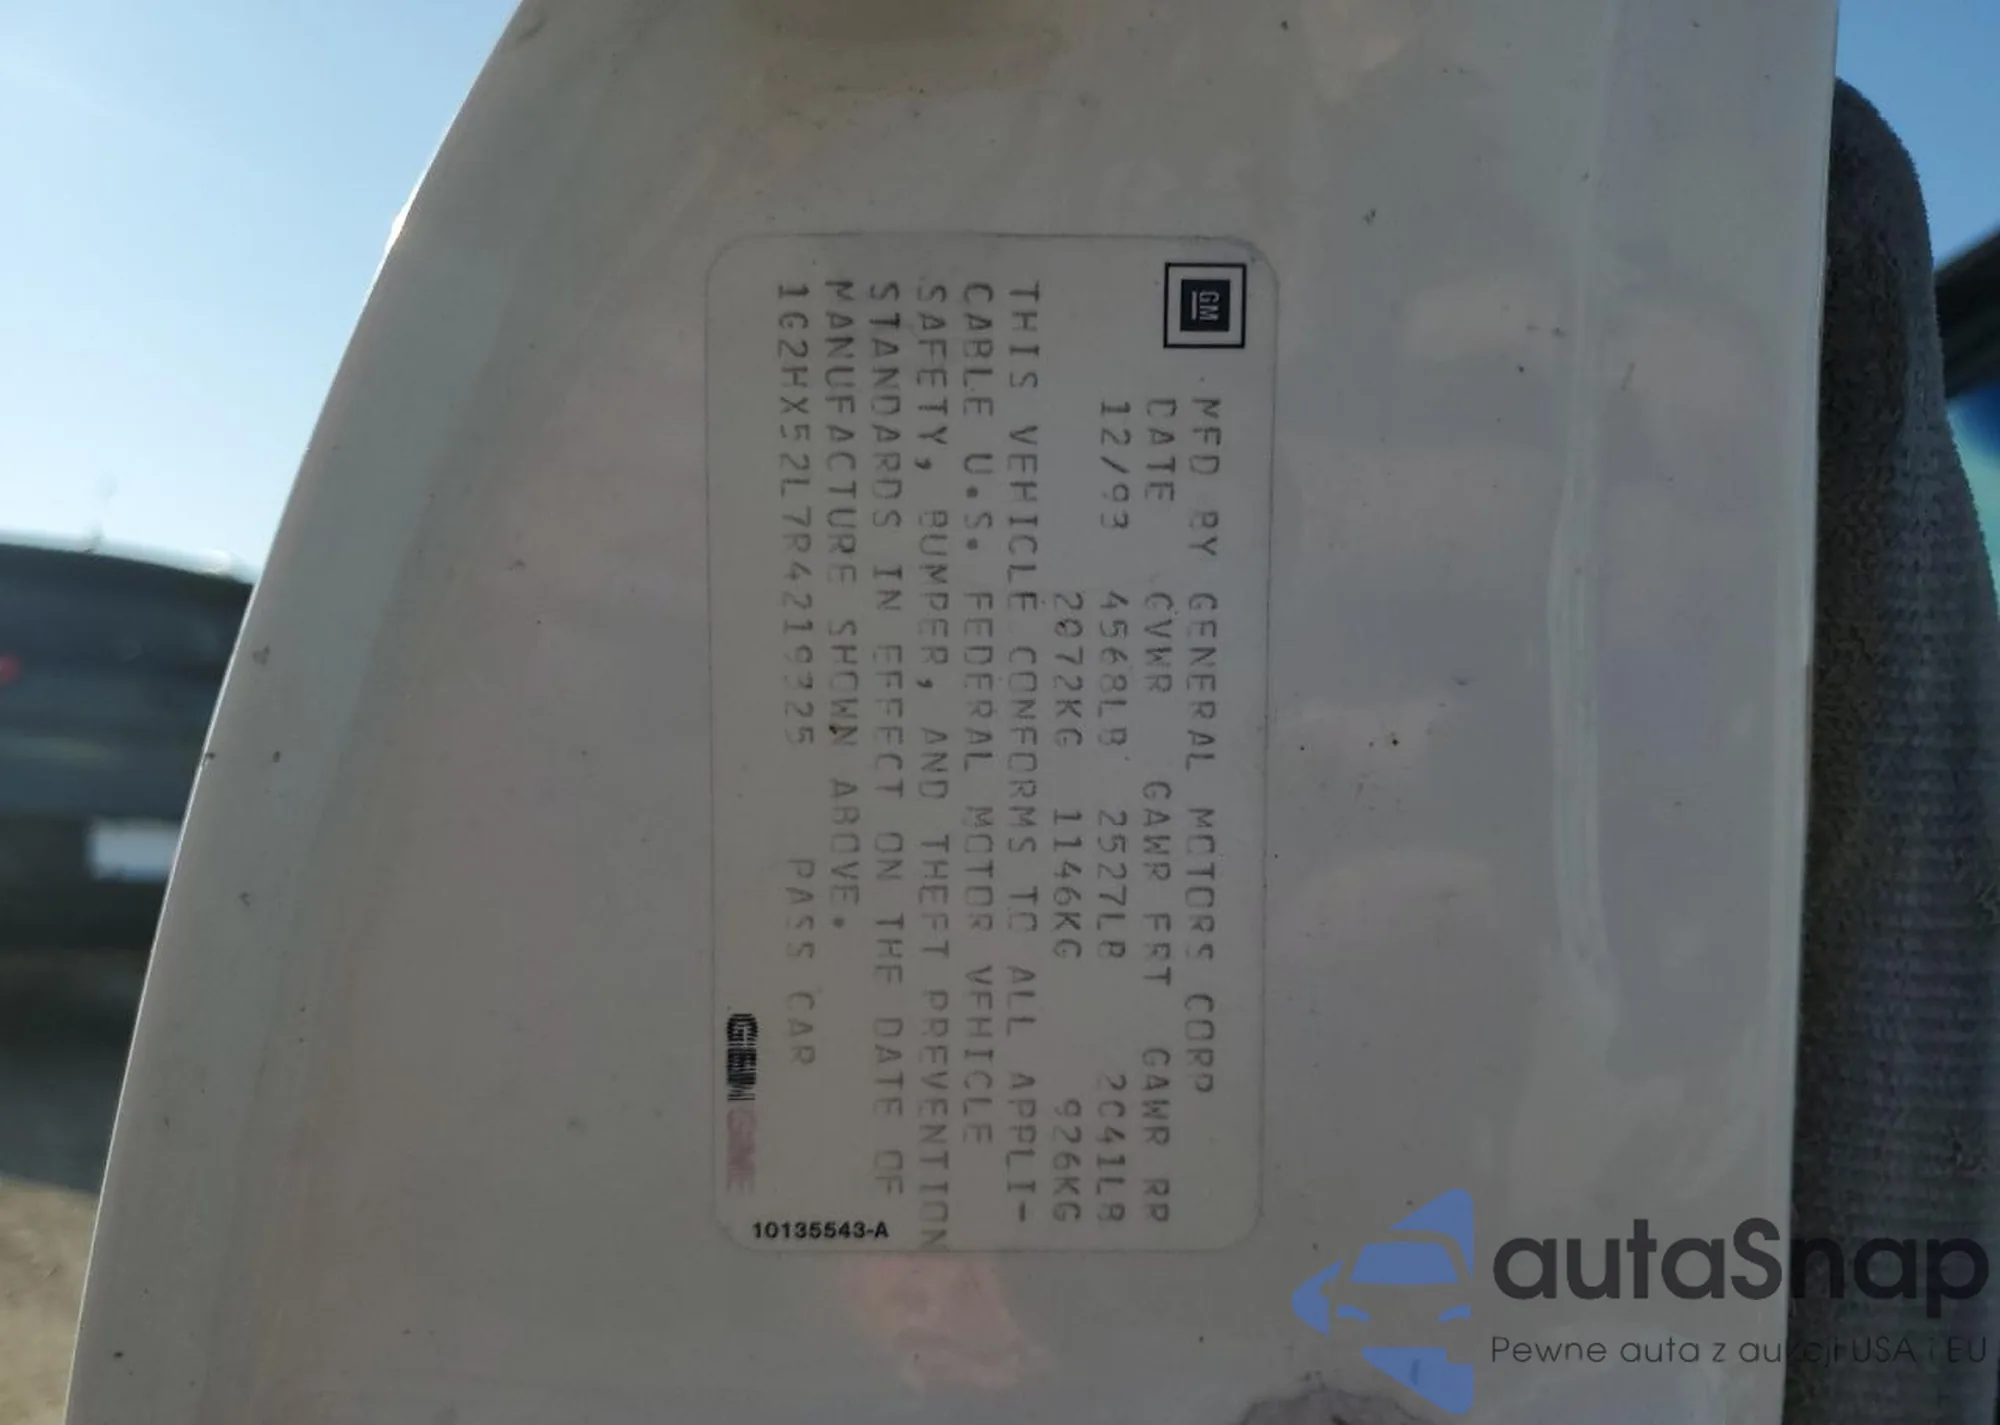 GM
MFD BY GENERAL MOTORS CORP
DATE GVWR GAWR FRT GAWR RR
12/93 4568LB 2527LB 2041LB
2072KG 1146KG 926KG
THIS VEHICLE CONFORMS TO ALL APPLI-
CABLE U.S. FEDERAL MOTOR VEHICLE
SAFETY, BUMPER, AND THEFT PREVENTION
STANDARDS IN EFFECT ON THE DATE OF
MANUFACTURE SHOWN ABOVE.
1G2HX52L7R4219325 PASS CAR
10135543-A
autaSnap
Pewne auta z aukcji USA i EU